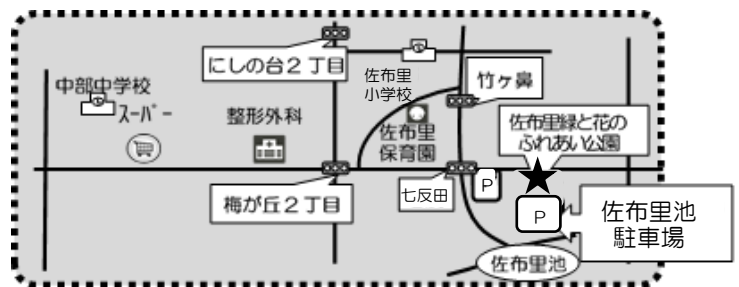 にしの台２丁目
竹ヶ鼻
中部中学校
スーパー
整形外科
佐布里
小学校
佐布里
保育園
佐布里緑と花の
ふれあい公園
梅が丘２丁目
七反田
P
P
佐布里池
駐車場
佐布里池